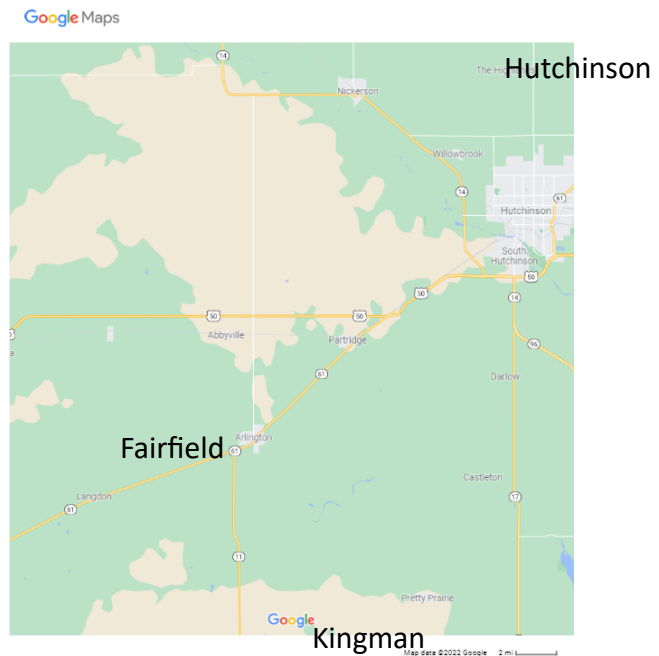 Google Maps
14
The Hig
Hutchinson
Nickerson
Willowbrook
14
61
Hutchinson
South
Hutchinson
50
50
14
50
50
Abbyville
Partridge
96
a
61
Darlow
Fairfield
Arlington
61
Castleton
Langdon
61
17
11
Pretty Prairie
Google
Kingman
Map data ©2022 Google 2 mi